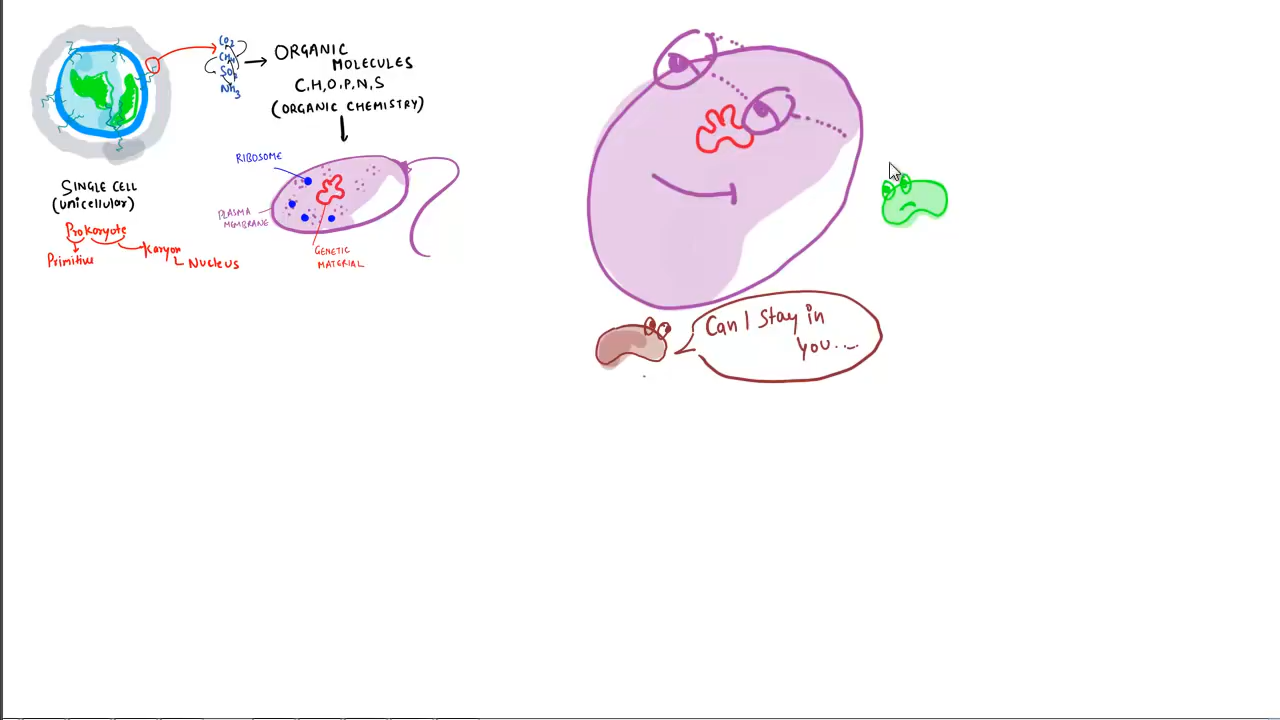 Co2
CH4
SO2
NH3
ORGANIC
MOLECULES
C,H,O,P,N,S
(ORGANIC CHEMISTRY)
RIBOSOME
PLASMA
MEMBRANE
GENETIC
MATERIAL
SINGLE CELL
(unicellular)
Prokaryote
Primitive
Karyon
Nucleus
Can I stay in
you....